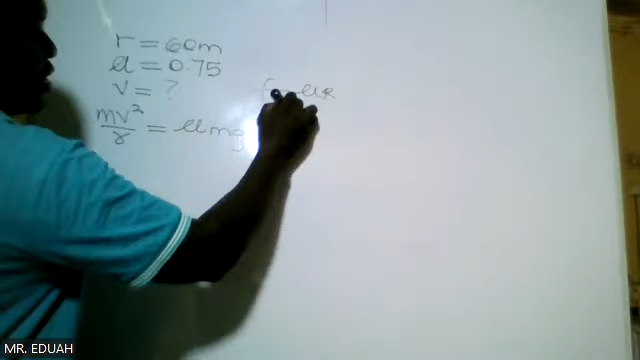 r = 60m
μ = 0.75
v = ?
mv²/r = μmg
MR. EDUAH